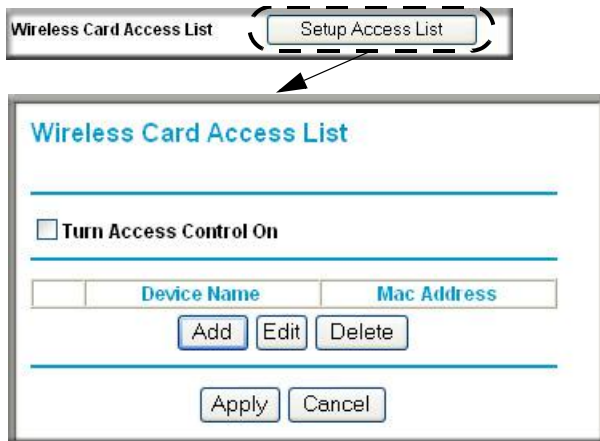 Wireless Card Access List Setup Access List
Wireless Card Access List
Turn Access Control On
Device Name Mac Address
Add Edit Delete
Apply Cancel